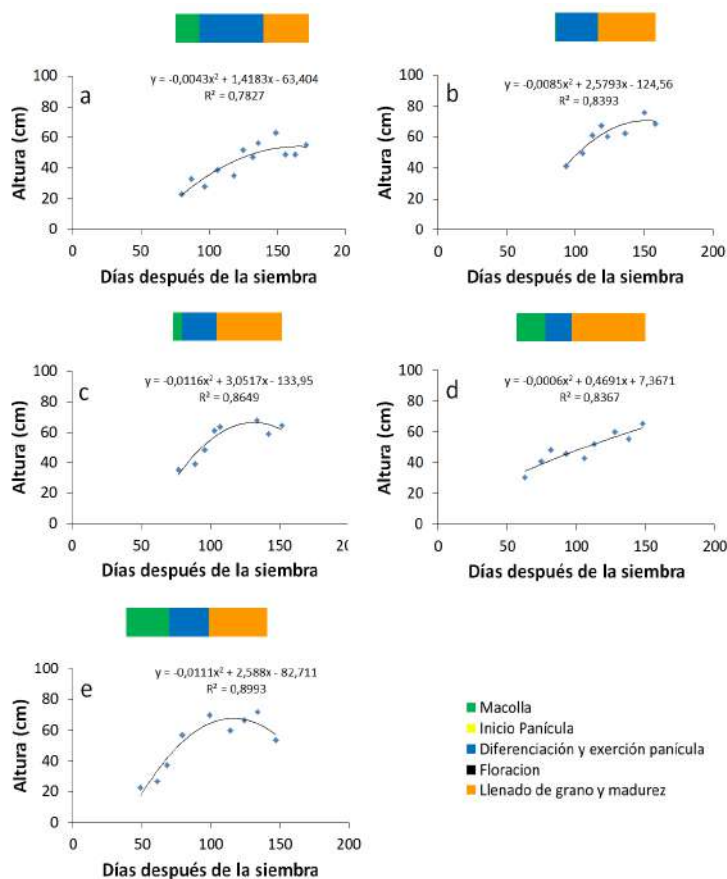 a
y = -0,0043x² + 1,4183x - 63,404
R² = 0,7827
Altura (cm)
100
80
60
40
20
0
0 50 100 150 20
Días después de la siembra
b
y = -0,0085x² + 2,5793x - 124,56
R² = 0,8393
Altura (cm)
100
80
60
40
20
0
0 50 100 150 200
Días después de la siembra
c
y = -0,0116x² + 3,0517x - 133,95
R² = 0,8649
Altura (cm)
100
80
60
40
20
0
0 50 100 150 20
Días después de la siembra
d
y = -0,0006x² + 0,4691x + 7,3671
R² = 0,8367
Altura (cm)
100
80
60
40
20
0
0 50 100 150 200
Días después de la siembra
e
y = -0,0111x² + 2,588x - 82,711
R² = 0,8993
Altura (cm)
100
80
60
40
20
0
0 50 100 150 200
Días después de la siembra
Macolla
Inicio Panícula
Diferenciación y exerción panícula
Floracion
Llenado de grano y madurez